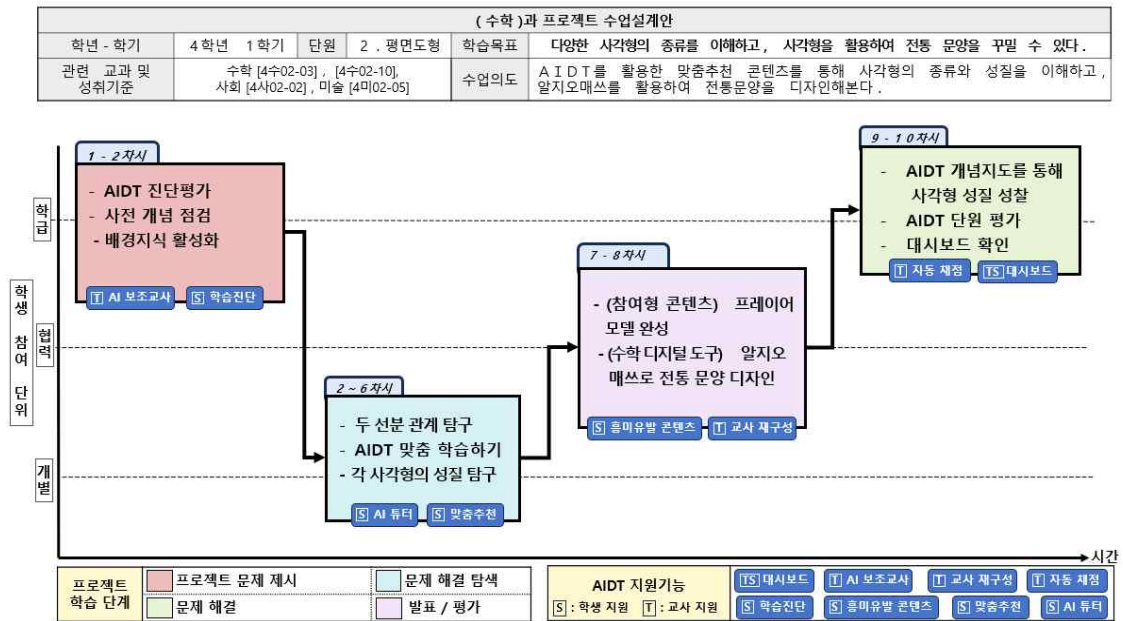 ( 수학 )과 프로젝트 수업설계안
학년 - 학기
4학년 1학기
단원
2 . 평면도형
학습목표
다양한 사각형의 종류를 이해하고, 사각형을 활용하여 전통 문양을 꾸밀 수 있다.
관련 교과 및
성취기준
수학 [4수02-03] , [4수02-10],
사회 [4사02-02] , 미술 [4미02-05]
수업의도
A I D T 를 활용한 맞춤추천 콘텐츠를 통해 사각형의 종류와 성질을 이해하고,
알지오매쓰를 활용하여 전통문양을 디자인해본다.
학생 참여 단위
학급
협력
개별
1 - 2차시
- AIDT 진단평가
- 사전 개념 점검
- 배경지식 활성화
T AI 보조교사
S 학습진단
2 ~ 6차시
- 두 선분 관계 탐구
- AIDT 맞춤 학습하기
- 각 사각형의 성질 탐구
S AI 튜터
S 맞춤추천
7 - 8차시
- (참여형 콘텐츠) 프레이어
모델 완성
- (수학 디지털 도구) 알지오
매쓰로 전통 문양 디자인
S 흥미유발 콘텐츠
T 교사 재구성
9 - 10차시
- AIDT 개념지도를 통해
사각형 성질 성찰
- AIDT 단원 평가
- 대시보드 확인
T 자동 채점
TS 대시보드
시간
프로젝트
학습 단계
프로젝트 문제 제시
문제 해결 탐색
문제 해결
발표 / 평가
AIDT 지원기능
S : 학생 지원 T : 교사 지원
TS 대시보드
T AI 보조교사
T 교사 재구성
T 자동 채점
S 학습진단
S 흥미유발 콘텐츠
S 맞춤추천
S AI 튜터